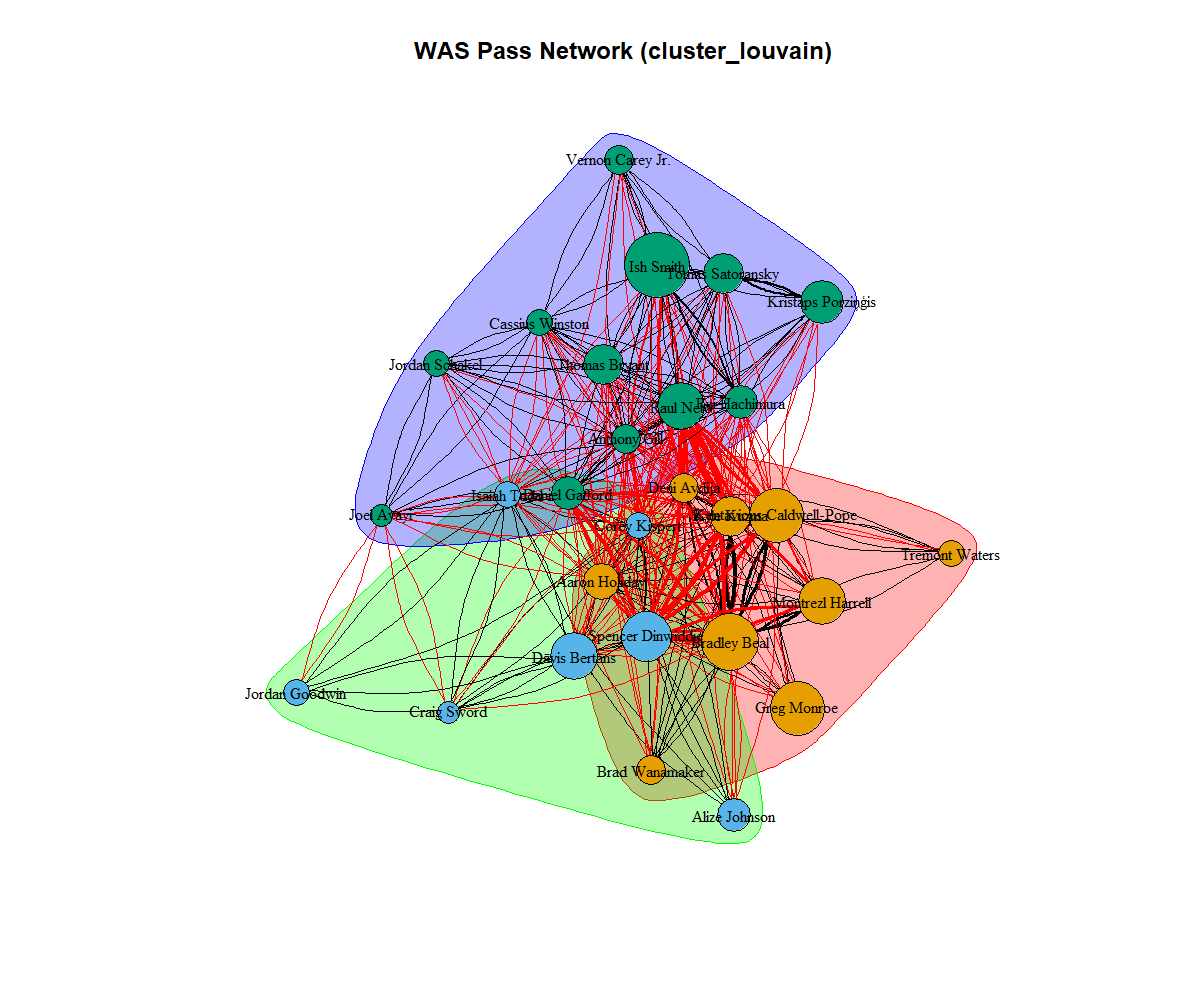 WAS Pass Network (cluster_louvain)
Vernon Carey Jr.
Ish Smith
Tomas Satoransky
Kristaps Porziņģis
Cassius Winston
Jordan Schakel
Thomas Bryant
Raul Neto
Rui Hachimura
Anthony Gill
Deni Avdija
Isaiah Todd
Daniel Gafford
Joel Ayayi
Corey Kispert
Kyle Kuzma
Kentavious Caldwell-Pope
Tremont Waters
Aaron Holiday
Montrezl Harrell
Spencer Dinwiddie
Bradley Beal
Davis Bertans
Jordan Goodwin
Craig Sword
Greg Monroe
Brad Wanamaker
Alize Johnson